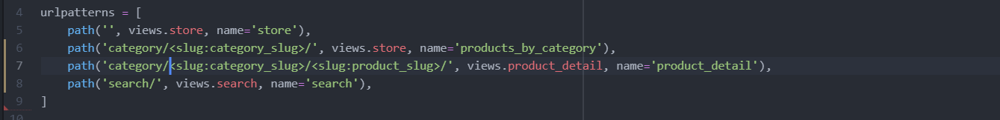 4 urlpatterns = [
5 path('', views.store, name='store'),
6 path('category/<slug:category_slug>/', views.store, name='products_by_category'),
7 path('category/<slug:category_slug>/<slug:product_slug>/', views.product_detail, name='product_detail'),
8 path('search/', views.search, name='search'),
9 ]
10